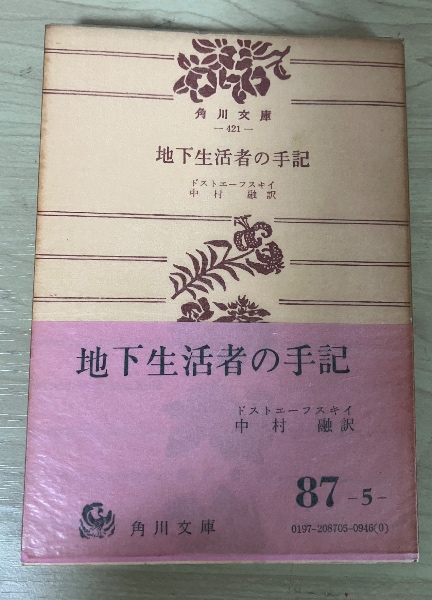 角川文庫
—421—
地下生活者の手記
ドストエーフスキイ
中村 融訳
地下生活者の手記
ドストエーフスキイ
中村 融訳
87 -5-
0197-208705-0946(0)
角川文庫